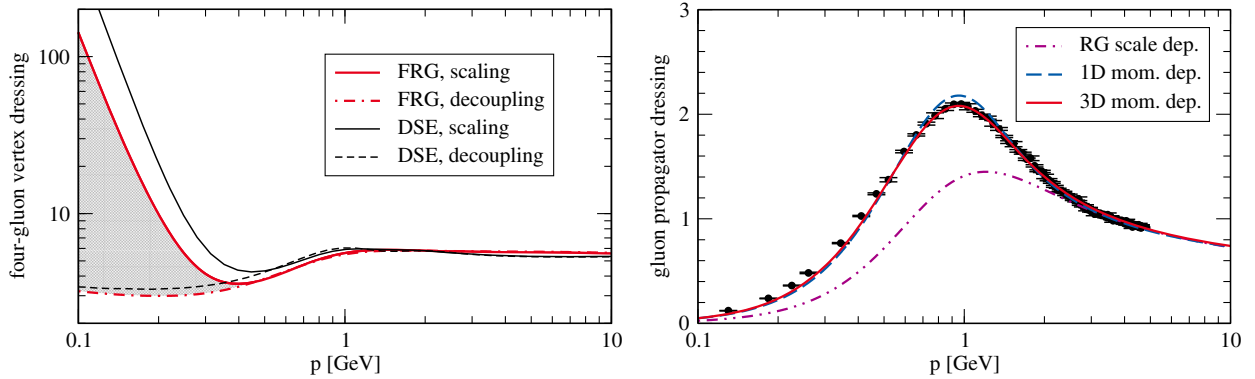 four-gluon vertex dressing
100
10
FRG, scaling
FRG, decoupling
DSE, scaling
DSE, decoupling
0.1
1
10
p [GeV]
gluon propagator dressing
3
2
1
0
RG scale dep.
1D mom. dep.
3D mom. dep.
0.1
1
10
p [GeV]